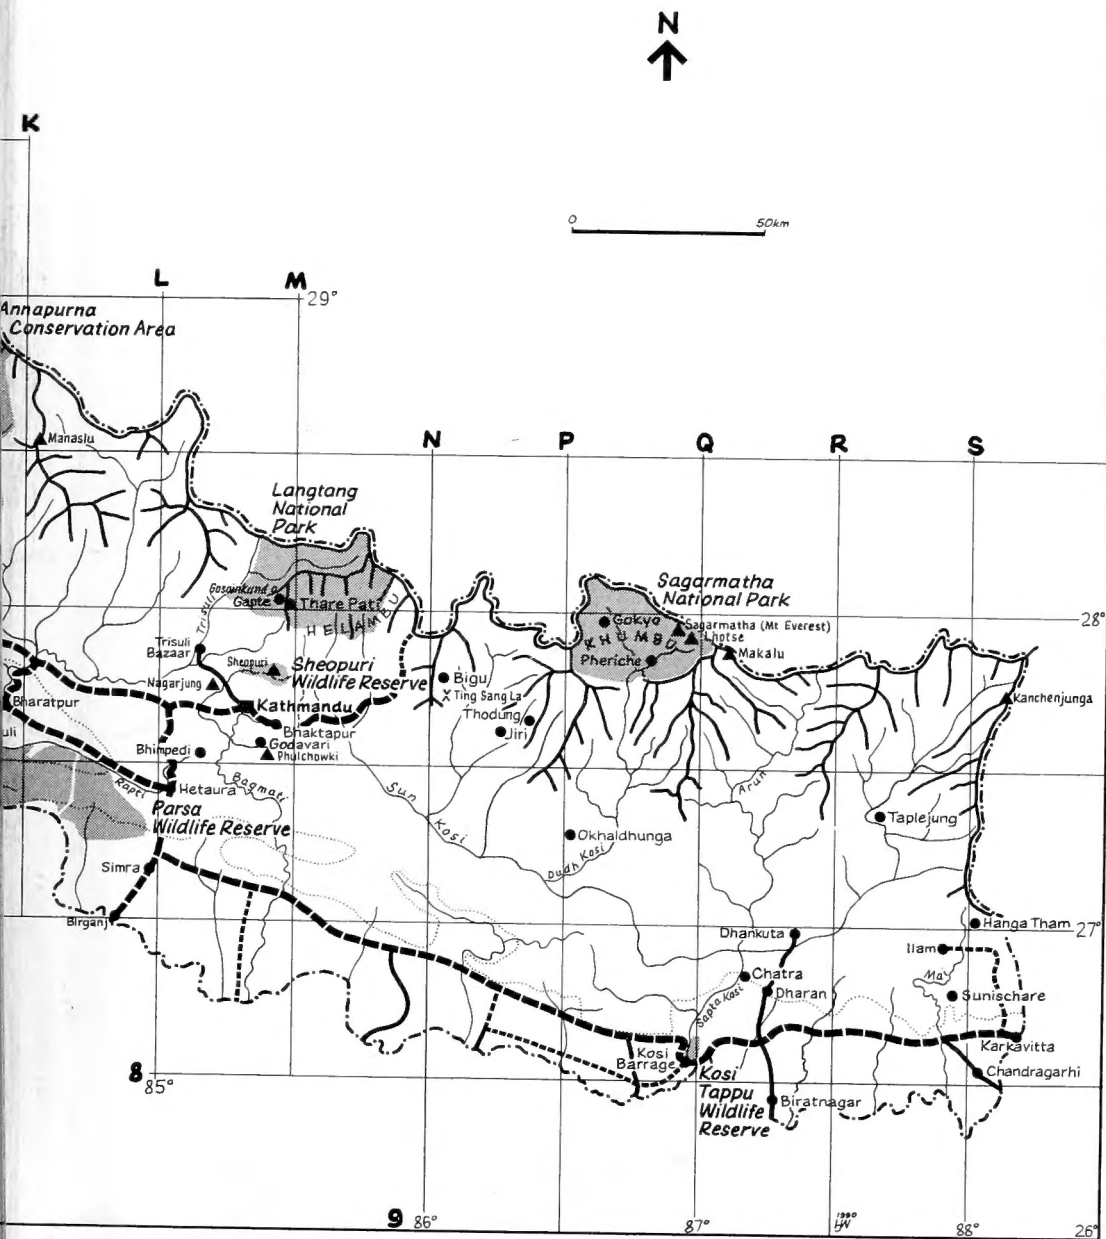 N
K
0
50km
L
M
29°
Annapurna
Conservation Area
Manaslu
N
P
Q
R
S
Langtang
National
Park
Sagarmatha
National Park
Gosainkund
Gapte
Thare Pati
HELAMBU
Trisuli
Gokyo
KHUMBU
Sagarmatha (Mt Everest)
Lhotse
28°
Trisuli
Bazaar
Sheopuri
Sheopuri
Wildlife Reserve
Pheriche
Makalu
Nagarjung
Bigu
Ting Sang La
Kanchenjunga
Bharatpur
Kathmandu
Thodung
Jiri
uli
Bhaktapur
Bhimpedi
Godavari
Phulchowki
Rapti
Hetaura
Bagmati
Sun
Kosi
Arun
Parsa
Wildlife Reserve
Okhaldhunga
Taplejung
Dudh Kosi
Simra
Birganj
Dhankuta
Hanga Tham
27°
Ilam
Chatra
Mai
Dharan
Sapta Kosi
Sunischare
Kosi
Barrage
Karkavitta
8
85°
Kosi
Tappu
Wildlife
Reserve
Chandragarhi
Biratnagar
9
86°
87°
1990
HW
88°
26°